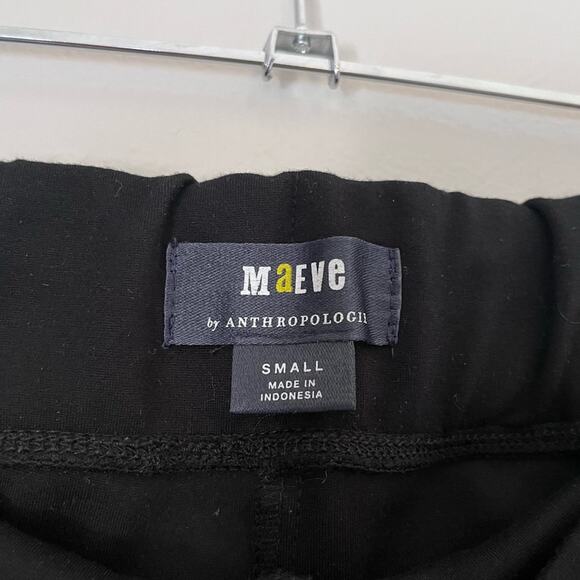 MaEVe
by ANTHROPOLOGIE
SMALL
MADE IN
INDONESIA